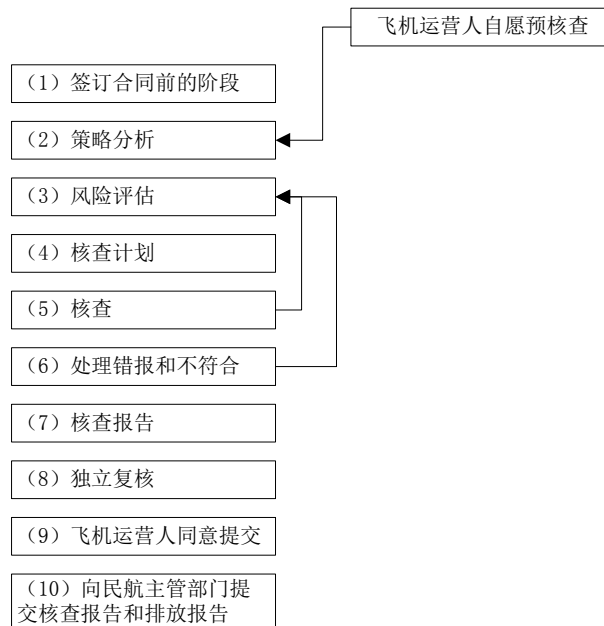 飞机运营人自愿预核查
（1）签订合同前的阶段
（2）策略分析
（3）风险评估
（4）核查计划
（5）核查
（6）处理错报和不符合
（7）核查报告
（8）独立复核
（9）飞机运营人同意提交
（10）向民航主管部门提
交核查报告和排放报告